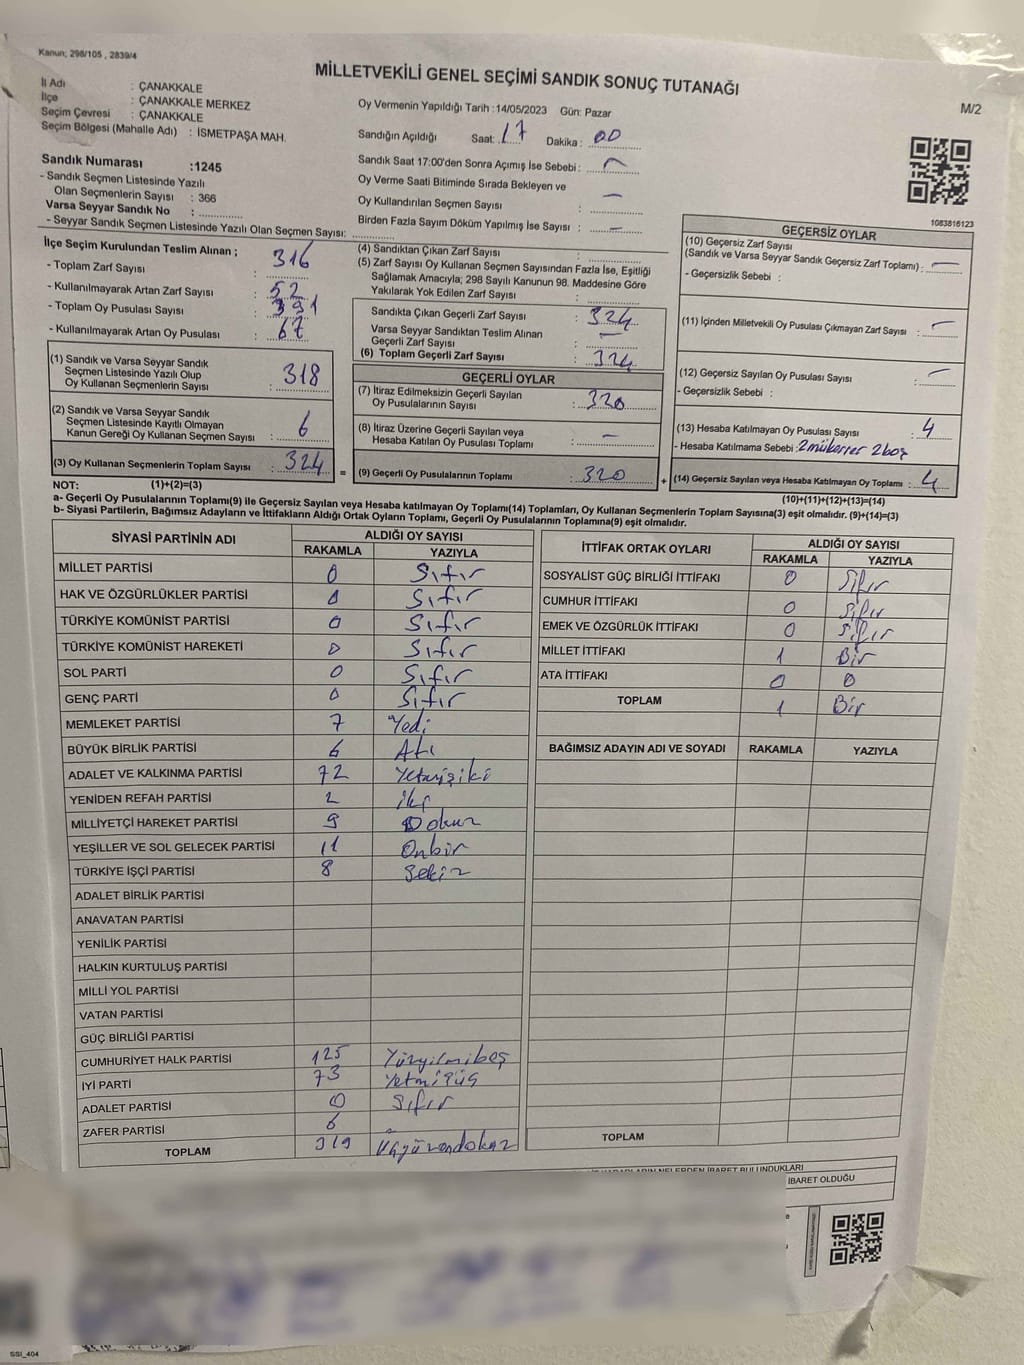 Kanun; 298/105 , 2839/4
MİLLETVEKİLİ GENEL SEÇİMİ SANDIK SONUÇ TUTANAĞI
M/2
İl Adı : ÇANAKKALE
İlçe : ÇANAKKALE MERKEZ
Seçim Çevresi : ÇANAKKALE
Seçim Bölgesi (Mahalle Adı) : İSMETPAŞA MAH.
Sandık Numarası :1245
- Sandık Seçmen Listesinde Yazılı
Olan Seçmenlerin Sayısı : 366
Varsa Seyyar Sandık No :
- Seyyar Sandık Seçmen Listesinde Yazılı Olan Seçmen Sayısı:
Oy Vermenin Yapıldığı Tarih :14/05/2023 Gün: Pazar
Sandığın Açıldığı Saat: 17 Dakika : 00
Sandık Saat 17:00'den Sonra Açımış İse Sebebi : —
Oy Verme Saati Bitiminde Sırada Bekleyen ve
Oy Kullandırılan Seçmen Sayısı : —
Birden Fazla Sayım Döküm Yapılmış İse Sayısı : —
1083816123
İlçe Seçim Kurulundan Teslim Alınan ;
- Toplam Zarf Sayısı : 316
- Kullanılmayarak Artan Zarf Sayısı : 52
- Toplam Oy Pusulası Sayısı : 391
- Kullanılmayarak Artan Oy Pusulası : 67
(1) Sandık ve Varsa Seyyar Sandık
Seçmen Listesinde Yazılı Olup
Oy Kullanan Seçmenlerin Sayısı : 318
(2) Sandık ve Varsa Seyyar Sandık
Seçmen Listesinde Kayıtlı Olmayan
Kanun Gereği Oy Kullanan Seçmen Sayısı : 6
(3) Oy Kullanan Seçmenlerin Toplam Sayısı : 324
(4) Sandıktan Çıkan Zarf Sayısı :
(5) Zarf Sayısı Oy Kullanan Seçmen Sayısından Fazla İse, Eşitliği
Sağlamak Amacıyla; 298 Sayılı Kanunun 98. Maddesine Göre
Yakılarak Yok Edilen Zarf Sayısı :
Sandıkta Çıkan Geçerli Zarf Sayısı : 324
Varsa Seyyar Sandıktan Teslim Alınan
Geçerli Zarf Sayısı : —
(6) Toplam Geçerli Zarf Sayısı : 324
GEÇERLİ OYLAR
(7) İtiraz Edilmeksizin Geçerli Sayılan
Oy Pusulalarının Sayısı : 320
(8) İtiraz Üzerine Geçerli Sayılan veya
Hesaba Katılan Oy Pusulası Toplamı : —
= (9) Geçerli Oy Pusulalarının Toplamı : 320
GEÇERSİZ OYLAR
(10) Geçersiz Zarf Sayısı
(Sandık ve Varsa Seyyar Sandık Geçersiz Zarf Toplamı) : —
- Geçersizlik Sebebi :
(11) İçinden Milletvekili Oy Pusulası Çıkmayan Zarf Sayısı : —
(12) Geçersiz Sayılan Oy Pusulası Sayısı : —
- Geçersizlik Sebebi :
(13) Hesaba Katılmayan Oy Pusulası Sayısı : 4
- Hesaba Katılmama Sebebi : 2 mükerrer 2 boş
+ (14) Geçersiz Sayılan veya Hesaba Katılmayan Oy Toplamı : 4
NOT: (1)+(2)=(3)
(10)+(11)+(12)+(13)=(14)
a- Geçerli Oy Pusulalarının Toplamı(9) ile Geçersiz Sayılan veya Hesaba katılmayan Oy Toplamı(14) Toplamları, Oy Kullanan Seçmenlerin Toplam Sayısına(3) eşit olmalıdır. (9)+(14)=(3)
b- Siyasi Partilerin, Bağımsız Adayların ve İttifakların Aldığı Ortak Oyların Toplamı, Geçerli Oy Pusulalarının Toplamına(9) eşit olmalıdır.
SİYASİ PARTİNİN ADI ALDIĞI OY SAYISI
RAKAMLA YAZIYLA
MİLLET PARTİSİ 0 Sıfır
HAK VE ÖZGÜRLÜKLER PARTİSİ 0 Sıfır
TÜRKİYE KOMÜNİST PARTİSİ 0 Sıfır
TÜRKİYE KOMÜNİST HAREKETİ 0 Sıfır
SOL PARTİ 0 Sıfır
GENÇ PARTİ 0 Sıfır
MEMLEKET PARTİSİ 7 Yedi
BÜYÜK BİRLİK PARTİSİ 6 Altı
ADALET VE KALKINMA PARTİSİ 72 Yetmişiki
YENİDEN REFAH PARTİSİ 2 iki
MİLLİYETÇİ HAREKET PARTİSİ 9 Dokuz
YEŞİLLER VE SOL GELECEK PARTİSİ 11 Onbir
TÜRKİYE İŞÇİ PARTİSİ 8 Sekiz
ADALET BİRLİK PARTİSİ
ANAVATAN PARTİSİ
YENİLİK PARTİSİ
HALKIN KURTULUŞ PARTİSİ
MİLLİ YOL PARTİSİ
VATAN PARTİSİ
GÜÇ BİRLİĞİ PARTİSİ
CUMHURİYET HALK PARTİSİ 125 Yüzyirmibeş
İYİ PARTİ 73 Yetmişüç
ADALET PARTİSİ 0 Sıfır
ZAFER PARTİSİ 6
TOPLAM 319 Üçyüzondokuz
İTTİFAK ORTAK OYLARI ALDIĞI OY SAYISI
RAKAMLA YAZIYLA
SOSYALİST GÜÇ BİRLİĞİ İTTİFAKI 0 Sıfır
CUMHUR İTTİFAKI 0 Sıfır
EMEK VE ÖZGÜRLÜK İTTİFAKI 0 Sıfır
MİLLET İTTİFAKI 1 Bir
ATA İTTİFAKI 0 0
TOPLAM 1 Bir
BAĞIMSIZ ADAYIN ADI VE SOYADI RAKAMLA YAZIYLA
TOPLAM
NELERDEN İBARET BULUNDUKLARI
İBARET OLDUĞU
SSI_404